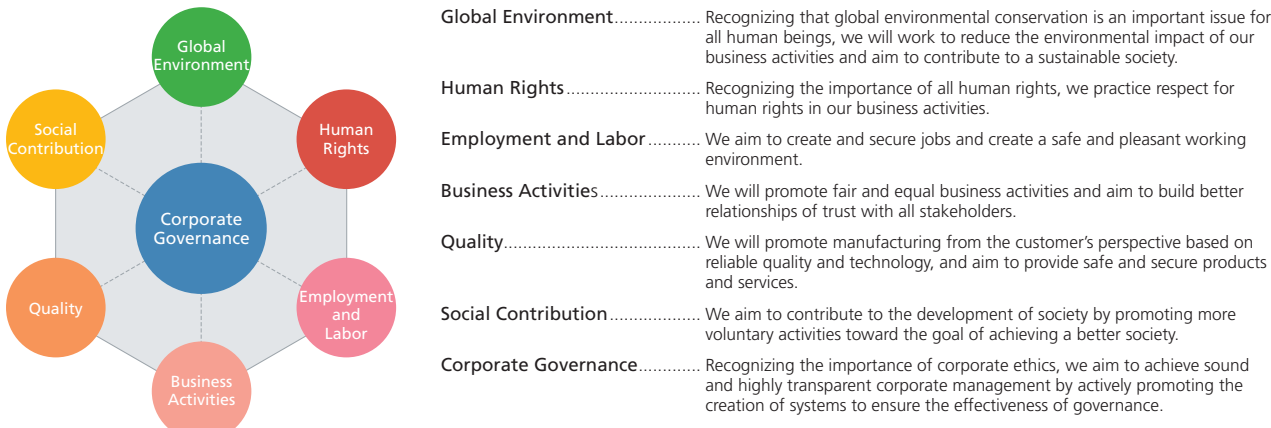 Global
Environment
Social
Contribution
Human
Rights
Corporate
Governance
Quality
Employment
and
Labor
Business
Activities
Global Environment.................. Recognizing that global environmental conservation is an important issue for
all human beings, we will work to reduce the environmental impact of our
business activities and aim to contribute to a sustainable society.
Human Rights............................ Recognizing the importance of all human rights, we practice respect for
human rights in our business activities.
Employment and Labor........... We aim to create and secure jobs and create a safe and pleasant working
environment.
Business Activities..................... We will promote fair and equal business activities and aim to build better
relationships of trust with all stakeholders.
Quality......................................... We will promote manufacturing from the customer’s perspective based on
reliable quality and technology, and aim to provide safe and secure products
and services.
Social Contribution................... We aim to contribute to the development of society by promoting more
voluntary activities toward the goal of achieving a better society.
Corporate Governance............. Recognizing the importance of corporate ethics, we aim to achieve sound
and highly transparent corporate management by actively promoting the
creation of systems to ensure the effectiveness of governance.